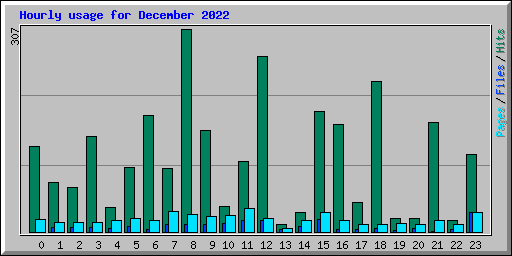 Hourly usage for December 2022
307
Pages / Files / Hits
0 1 2 3 4 5 6 7 8 9 10 11 12 13 14 15 16 17 18 19 20 21 22 23